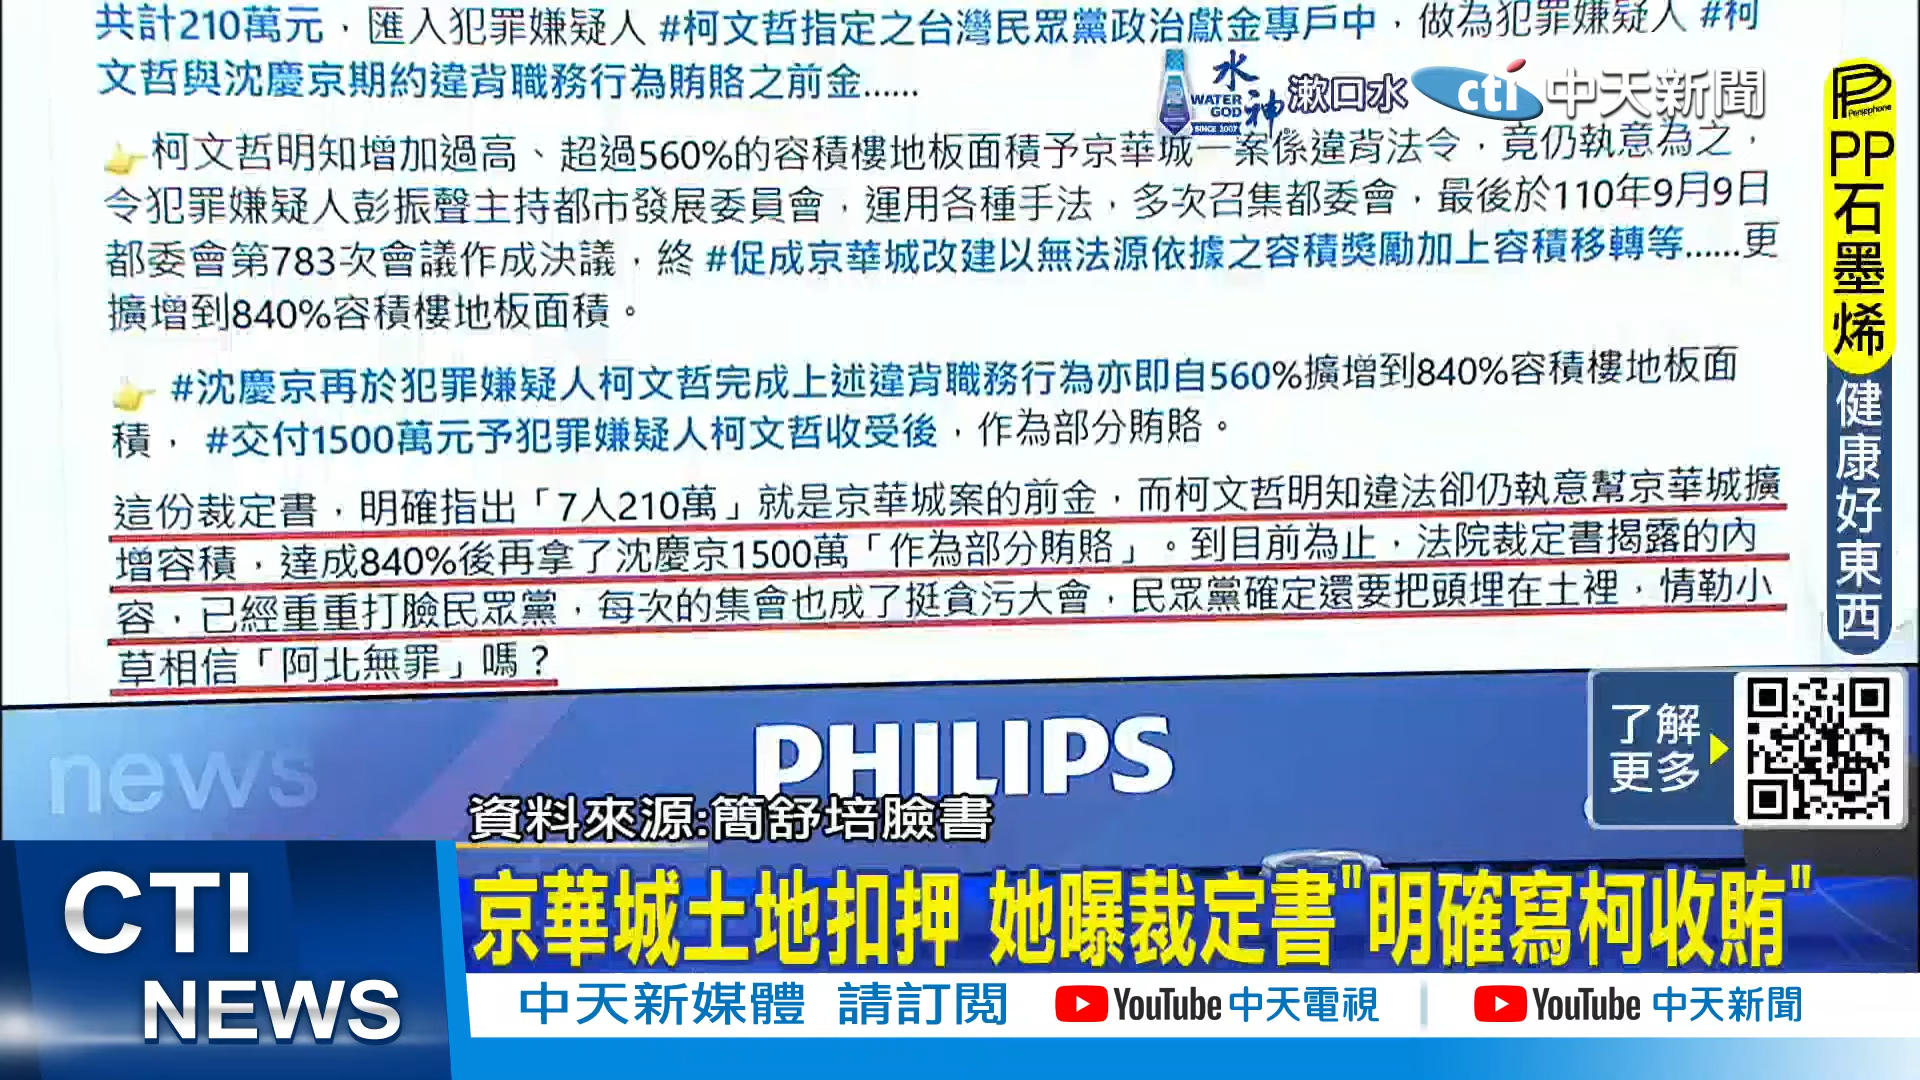 共計210萬元，匯入犯罪嫌疑人 #柯文哲指定之台灣民眾黨政治獻金專戶中，做為犯罪嫌疑人 #柯
文哲與沈慶京期約違背職務行為賄賂之前金......
水神
WATER
GOD
SINCE 2007
漱口水
cti 中天新聞
👉柯文哲明知增加過高、超過560%的容積樓地板面積予京華城一案係違背法令，竟仍執意為之，
令犯罪嫌疑人彭振聲主持都市發展委員會，運用各種手法，多次召集都委會，最後於110年9月9日
都委會第783次會議作成決議，終 #促成京華城改建以無法源依據之容積獎勵加上容積移轉等......更
擴增到840%容積樓地板面積。
👉 #沈慶京再於犯罪嫌疑人柯文哲完成上述違背職務行為亦即自560%擴增到840%容積樓地板面
積， #交付1500萬元予犯罪嫌疑人柯文哲收受後，作為部分賄賂。
這份裁定書，明確指出「7人210萬」就是京華城案的前金，而柯文哲明知違法卻仍執意幫京華城擴
增容積，達成840%後再拿了沈慶京1500萬「作為部分賄賂」。到目前為止，法院裁定書揭露的內
容，已經重重打臉民眾黨，每次的集會也成了挺貪污大會，民眾黨確定還要把頭埋在土裡，情勒小
草相信「阿北無罪」嗎？
Persephone
PP石墨烯
健康好東西
了解
更多
news
PHILIPS
資料來源:簡舒培臉書
CTI
NEWS
京華城土地扣押 她曝裁定書"明確寫柯收賄"
中天新媒體 請訂閱 YouTube 中天電視 | YouTube 中天新聞